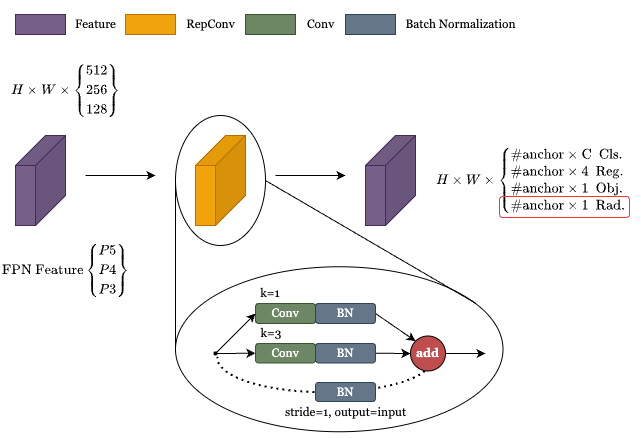 Feature RepConv Conv Batch Normalization
H × W × { 512
256
128
#anchor × C Cls.
#anchor × 4 Reg.
H × W × { #anchor × 1 Obj.
#anchor × 1 Rad.
FPN Feature { P5
P4
P3
k=1
Conv BN
k=3
Conv BN add
BN
stride=1, output=input